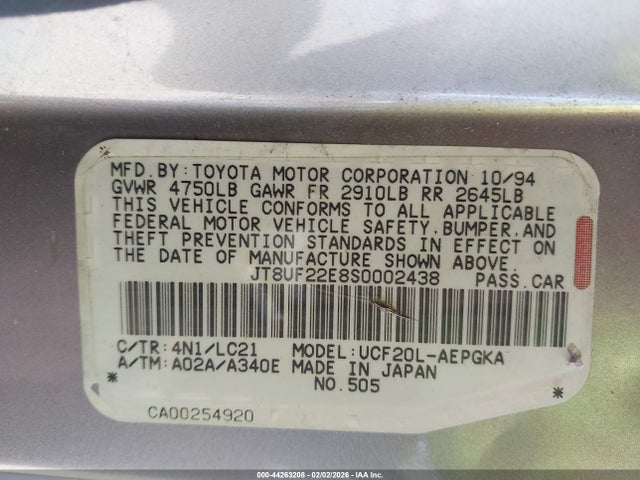 MFD.BY:TOYOTA MOTOR CORPORATION 10/94
GVWR 4750LB GAWR FR 2910LB RR 2645LB
THIS VEHICLE CONFORMS TO ALL APPLICABLE
FEDERAL MOTOR VEHICLE SAFETY,BUMPER,AND
THEFT PREVENTION STANDARDS IN EFFECT ON
THE DATE OF MANUFACTURE SHOWN ABOVE.
JT8UF22E8S0002438 PASS.CAR
C/TR:4N1/LC21 MODEL:UCF20L-AEPGKA
A/TM:A02A/A340E MADE IN JAPAN
NO.505
CA00254920
000-44263208 - 02/02/2026 - IAA Copart